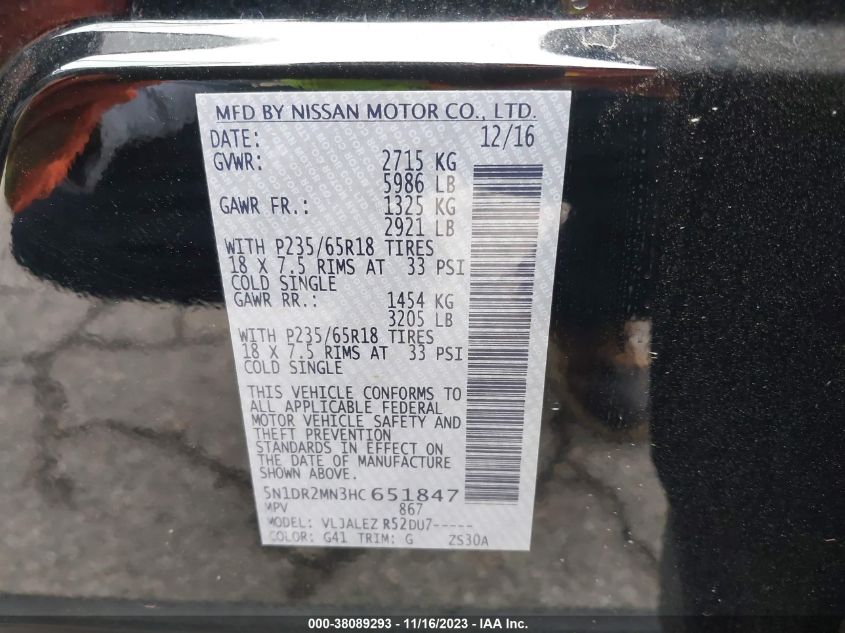 MFD BY NISSAN MOTOR CO., LTD.
DATE: 12/16
GVWR: 2715 KG
5986 LB
GAWR FR.: 1325 KG
2921 LB
WITH P235/65R18 TIRES
18 X 7.5 RIMS AT 33 PSI
COLD SINGLE
GAWR RR.: 1454 KG
3205 LB
WITH P235/65R18 TIRES
18 X 7.5 RIMS AT 33 PSI
COLD SINGLE
THIS VEHICLE CONFORMS TO
ALL APPLICABLE FEDERAL
MOTOR VEHICLE SAFETY AND
THEFT PREVENTION
STANDARDS IN EFFECT ON
THE DATE OF MANUFACTURE
SHOWN ABOVE.
5N1DR2MN3HC651847
MPV 867
MODEL: VLJALEZ R52DU7-----
COLOR: G41 TRIM: G ZS30A
000-38089293 - 11/16/2023 - IAA Inc.